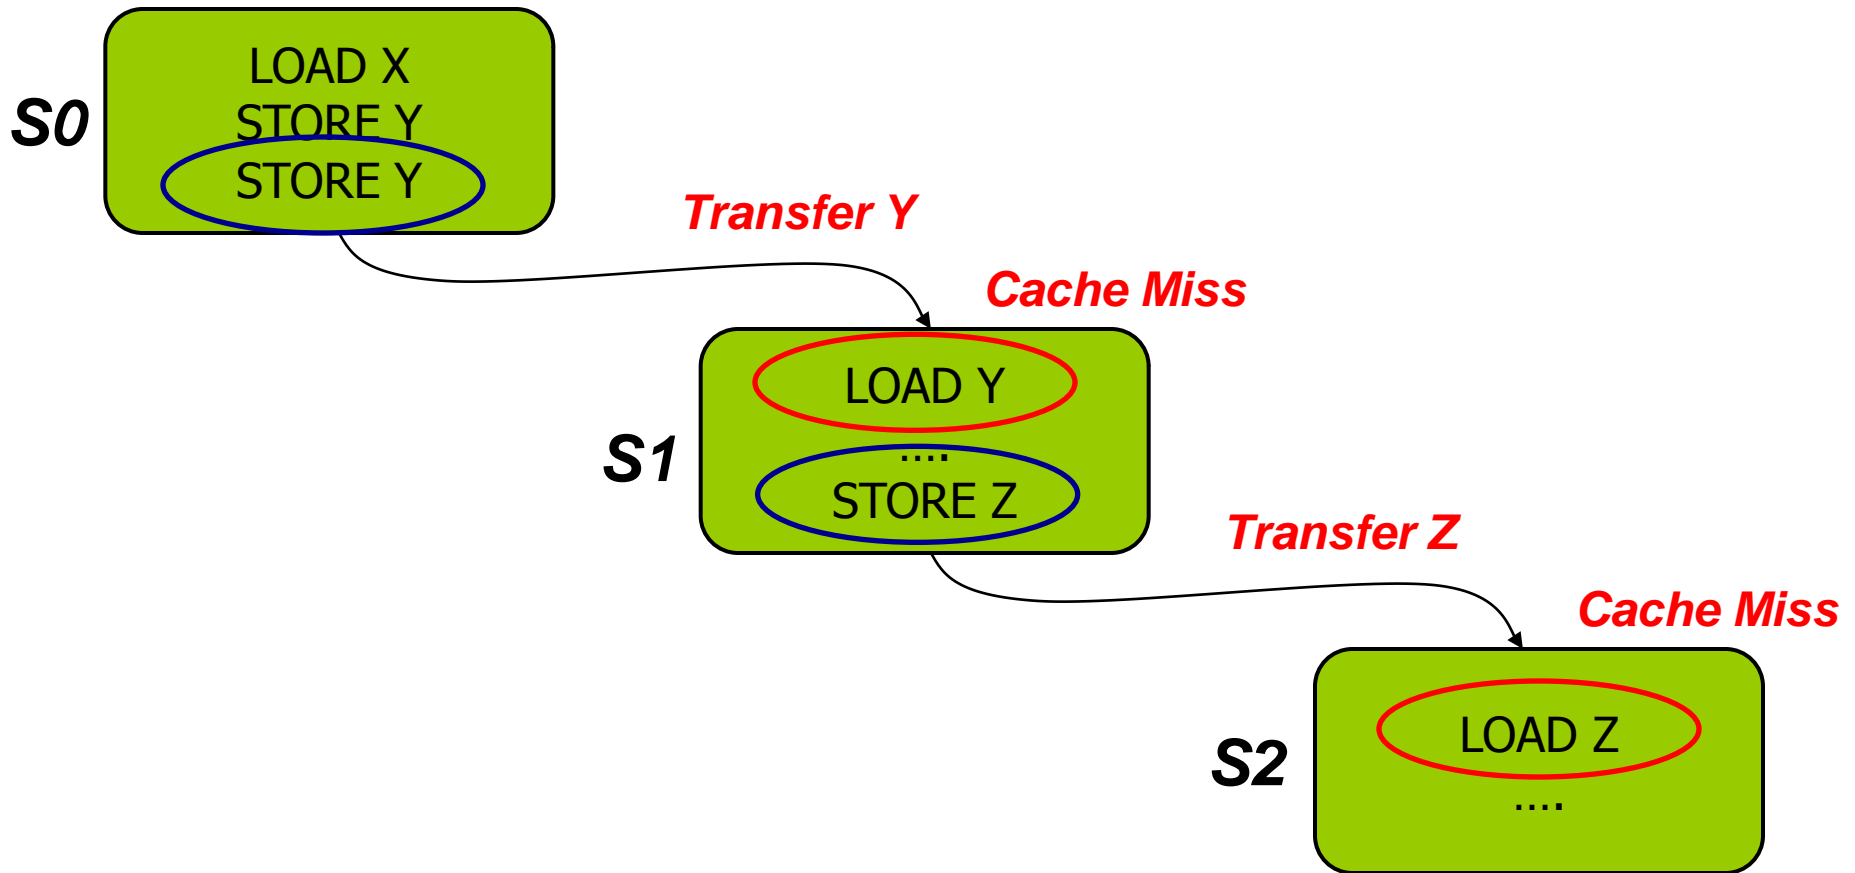 LOAD X
S0
STORE Y
STORE Y
Transfer Y
Cache Miss
LOAD Y
S1
....
STORE Z
Transfer Z
Cache Miss
LOAD Z
S2
....